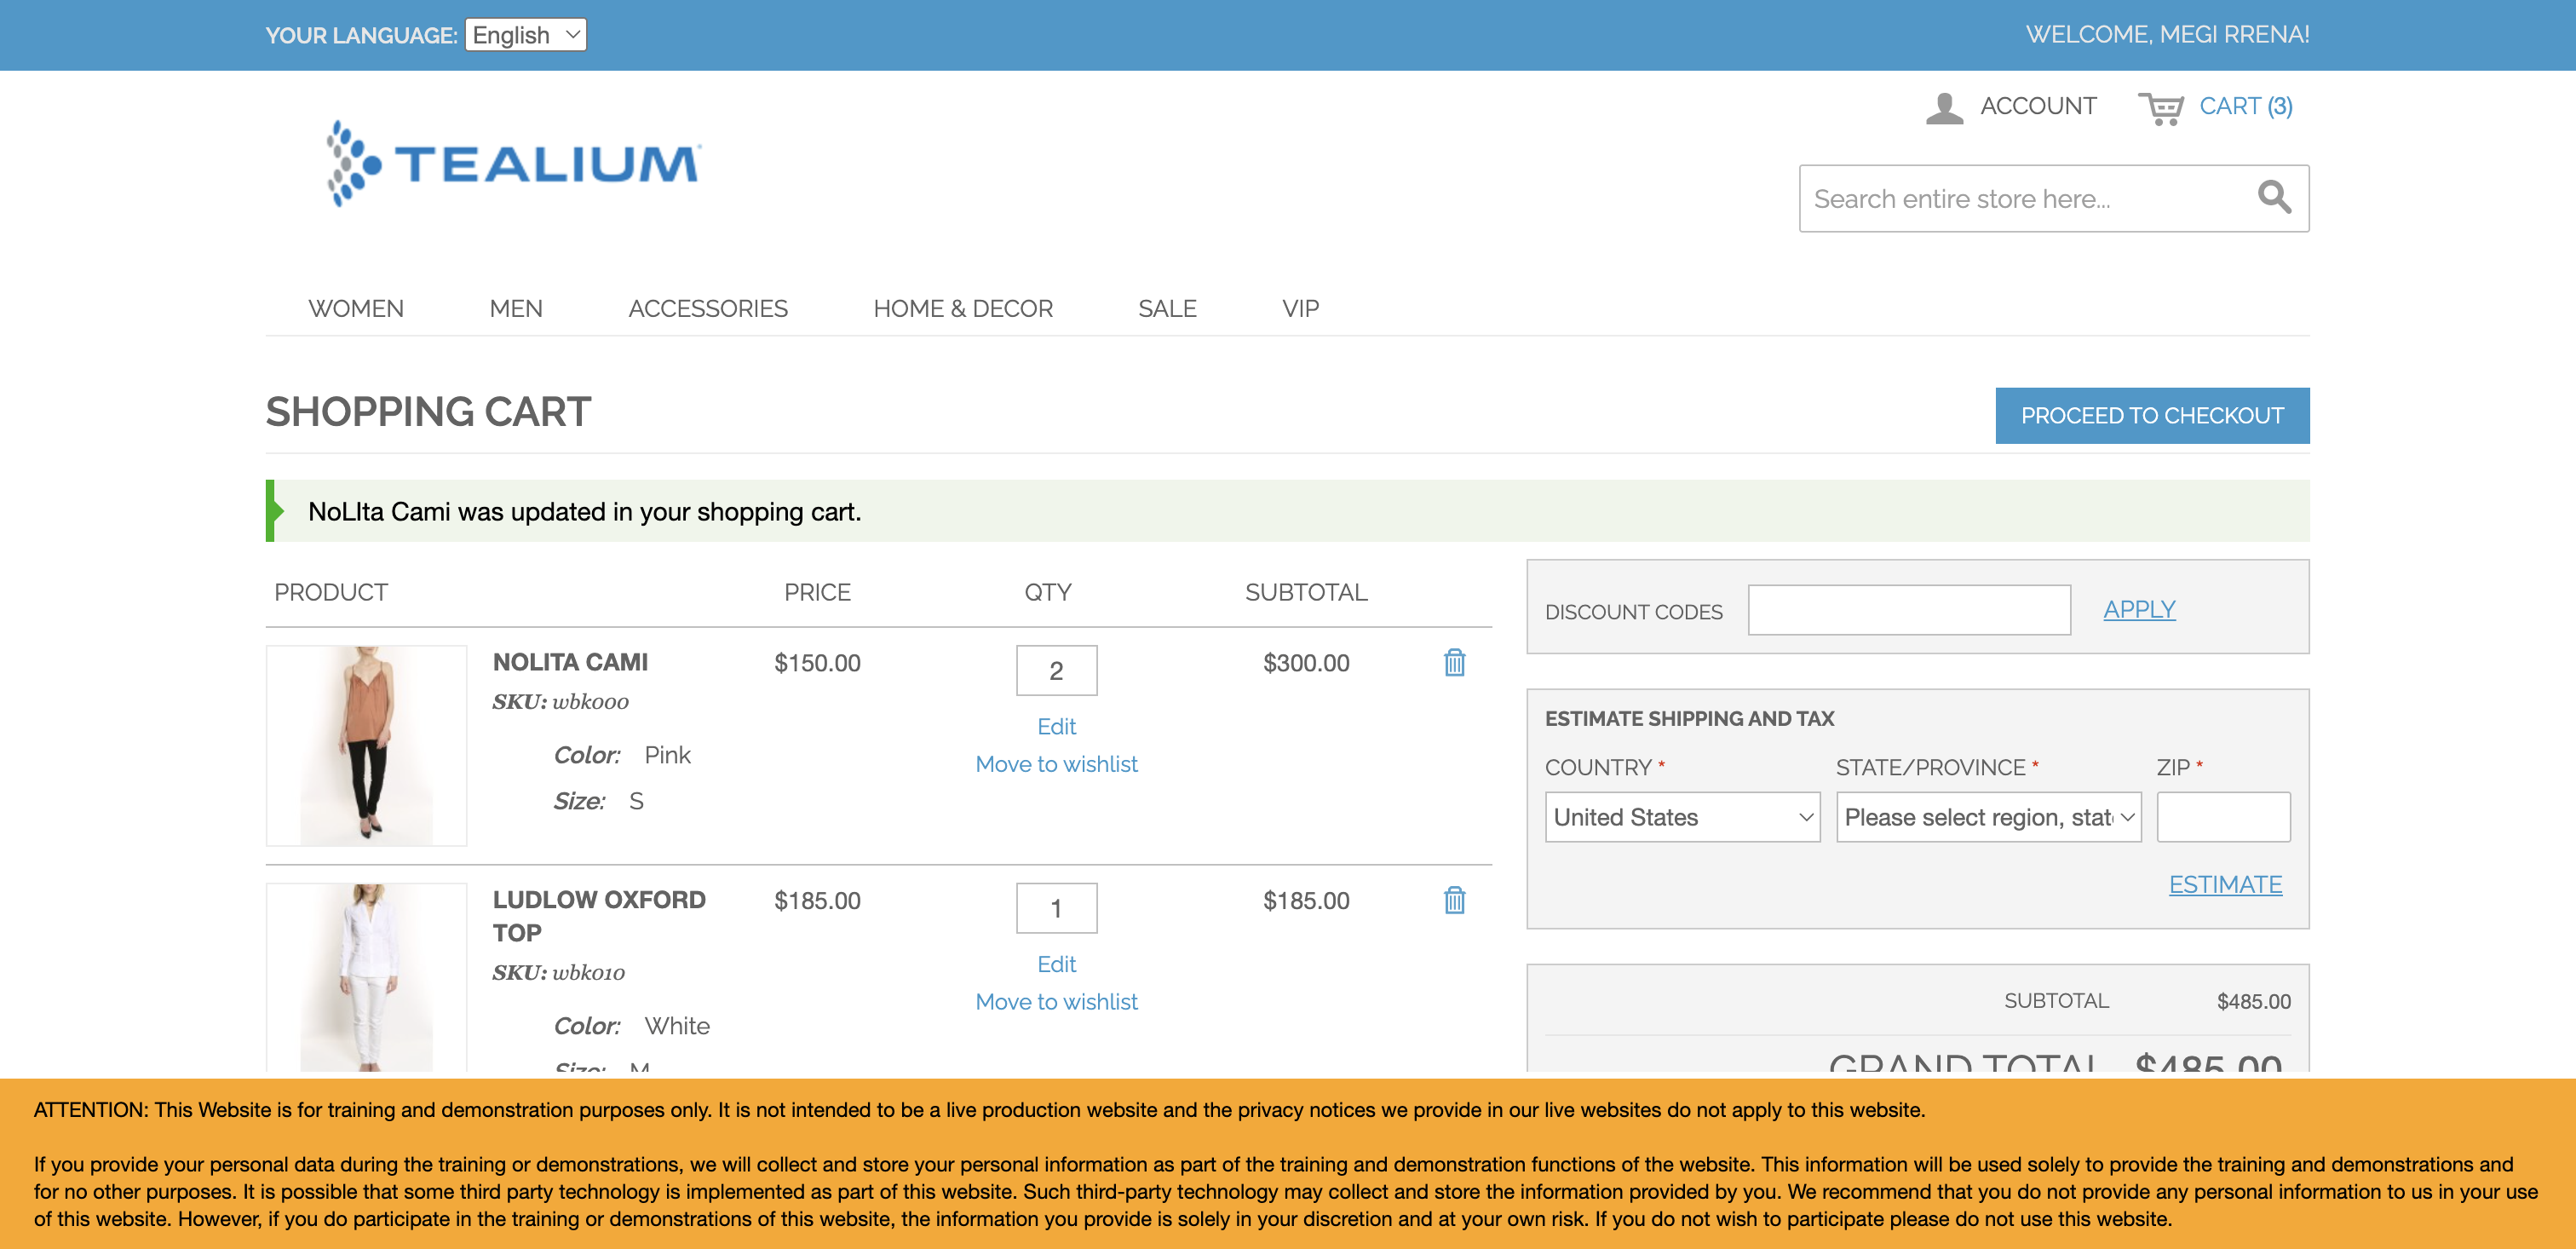 YOUR LANGUAGE: English
WELCOME, MEGI RRENA!
ACCOUNT
CART (3)
TEALIUM
Search entire store here...
WOMEN MEN ACCESSORIES HOME & DECOR SALE VIP
SHOPPING CART
PROCEED TO CHECKOUT
NoLIta Cami was updated in your shopping cart.
PRODUCT PRICE QTY SUBTOTAL
NOLITA CAMI $150.00 2 $300.00
SKU: wbk000
Edit
Color: Pink
Move to wishlist
Size: S
LUDLOW OXFORD $185.00 1 $185.00
TOP
SKU: wbk010
Edit
Move to wishlist
Color: White
Size: M
DISCOUNT CODES
APPLY
ESTIMATE SHIPPING AND TAX
COUNTRY * STATE/PROVINCE * ZIP *
United States Please select region, stat
ESTIMATE
SUBTOTAL $485.00
GRAND TOTAL $485.00
ATTENTION: This Website is for training and demonstration purposes only. It is not intended to be a live production website and the privacy notices we provide in our live websites do not apply to this website.
If you provide your personal data during the training or demonstrations, we will collect and store your personal information as part of the training and demonstration functions of the website. This information will be used solely to provide the training and demonstrations and
for no other purposes. It is possible that some third party technology is implemented as part of this website. Such third-party technology may collect and store the information provided by you. We recommend that you do not provide any personal information to us in your use
of this website. However, if you do participate in the training or demonstrations of this website, the information you provide is solely in your discretion and at your own risk. If you do not wish to participate please do not use this website.